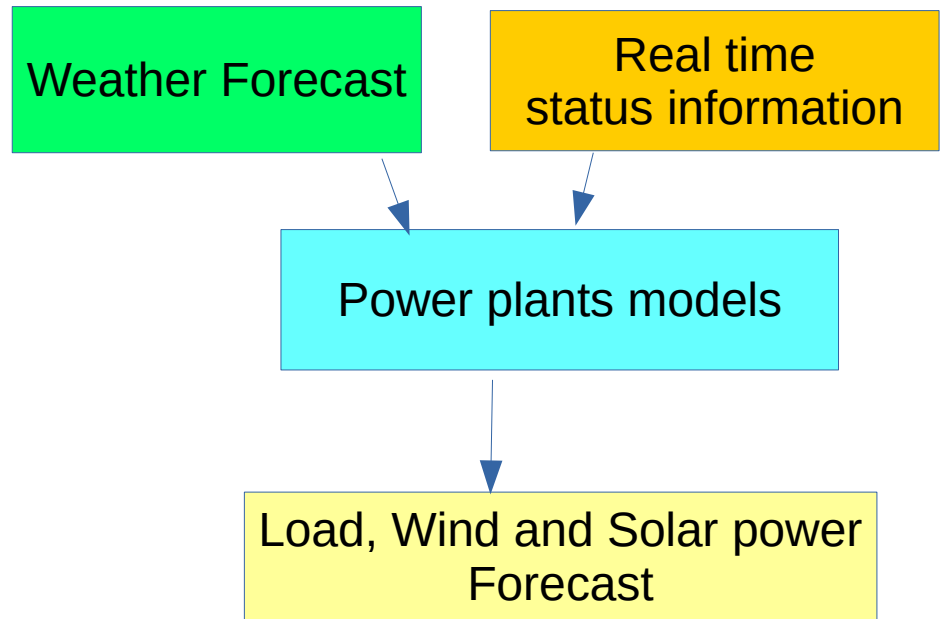 Weather Forecast
Real time
status information
Power plants models
Load, Wind and Solar power
Forecast